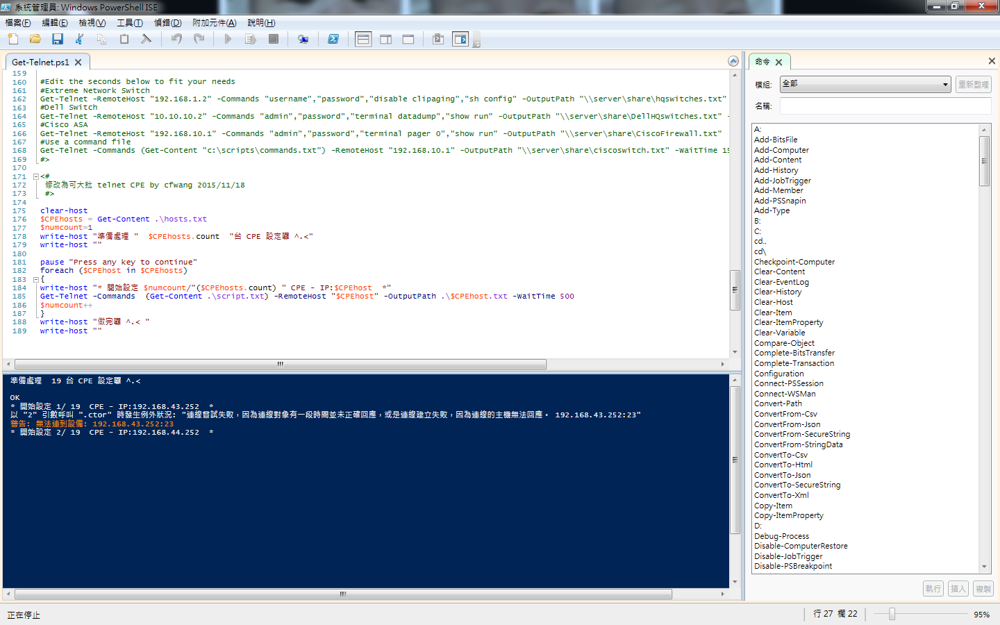 系統管理員: Windows PowerShell ISE
檔案(F) 編輯(E) 檢視(V) 工具(T) 偵錯(D) 附加元件(A) 說明(H)
Get-Telnet.ps1
159
160 #Edit the seconds below to fit your needs
161 #Extreme Network Switch
162 Get-Telnet -RemoteHost "192.168.1.2" -Commands "username","password","disable clipaging","sh config" -OutputPath "\\server\share\hqswitches.txt"
163 #Dell Switch
164 Get-Telnet -RemoteHost "10.10.10.2" -Commands "admin","password","terminal datadump","show run" -OutputPath "\\server\share\DellHQswitches.txt" -
165 #Cisco ASA
166 Get-Telnet -RemoteHost "192.168.10.1" -Commands "admin","password","terminal pager 0","show run" -OutputPath "\\server\share\CiscoFirewall.txt"
167 #Use a command file
168 Get-Telnet -Commands (Get-Content "c:\scripts\commands.txt") -RemoteHost "192.168.10.1" -OutputPath "\\server\share\ciscoswitch.txt" -WaitTime 15
169 #>
170
171 <#
172 修改為可大批 telnet CPE by cfwang 2015/11/18
173 #>
174
175 clear-host
176 $CPEhosts = Get-Content .\hosts.txt
177 $numcount=1
178 write-host "準備處理 "  $CPEhosts.count  "台 CPE 設定囉 ^.<"
179 write-host ""
180
181 pause "Press any key to continue"
182 foreach ($CPEhost in $CPEhosts)
183 {
184 write-host "* 開始設定 $numcount/"($CPEhosts.count) " CPE - IP:$CPEhost  *"
185 Get-Telnet -Commands  (Get-Content .\script.txt) -RemoteHost "$CPEhost" -OutputPath .\$CPEhost.txt -WaitTime 500
186 $numcount++
187 }
188 write-host "做完囉 ^.< "
189 write-host ""
準備處理  19 台 CPE 設定囉 ^.<
OK
* 開始設定 1/ 19  CPE - IP:192.168.43.252  *
以 "2" 引數呼叫 ".ctor" 時發生例外狀況: "連線嘗試失敗，因為連線對象有一段時間並未正確回應，或是連線建立失敗，因為連線的主機無法回應。 192.168.43.252:23"
警告: 無法連到設備: 192.168.43.252:23
* 開始設定 2/ 19  CPE - IP:192.168.44.252  *
命令
模組: 全部 重新整理
名稱:
A:
Add-BitsFile
Add-Computer
Add-Content
Add-History
Add-JobTrigger
Add-Member
Add-PSSnapin
Add-Type
B:
C:
cd..
cd\
Checkpoint-Computer
Clear-Content
Clear-EventLog
Clear-History
Clear-Host
Clear-Item
Clear-ItemProperty
Clear-Variable
Compare-Object
Complete-BitsTransfer
Complete-Transaction
Configuration
Connect-PSSession
Connect-WSMan
Convert-Path
ConvertFrom-Csv
ConvertFrom-Json
ConvertFrom-SecureString
ConvertFrom-StringData
ConvertTo-Csv
ConvertTo-Html
ConvertTo-Json
ConvertTo-SecureString
ConvertTo-Xml
Copy-Item
Copy-ItemProperty
D:
Debug-Process
Disable-ComputerRestore
Disable-JobTrigger
Disable-PSBreakpoint
執行 插入 複製
正在停止 行 27 欄 22 95%